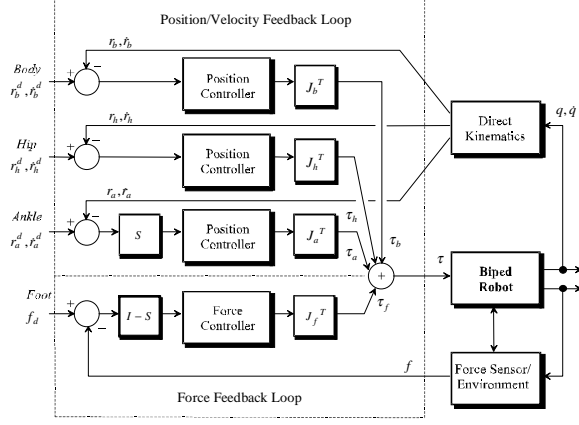 Position/Velocity Feedback Loop
r_b, ṙ_b
Body
r_b^d, ṙ_b^d
+
−
Position
Controller
J_b^T
r_h, ṙ_h
Hip
r_h^d, ṙ_h^d
+
−
Position
Controller
J_h^T
Direct
Kinematics
q, q̇
r_a, ṙ_a
Ankle
r_a^d, ṙ_a^d
+
−
S
Position
Controller
J_a^T
τ_h
τ_a
τ_b
+
τ
Biped
Robot
Foot
f_d
+
−
I − S
Force
Controller
J_f^T
τ_f
f
Force Sensor/
Environment
Force Feedback Loop